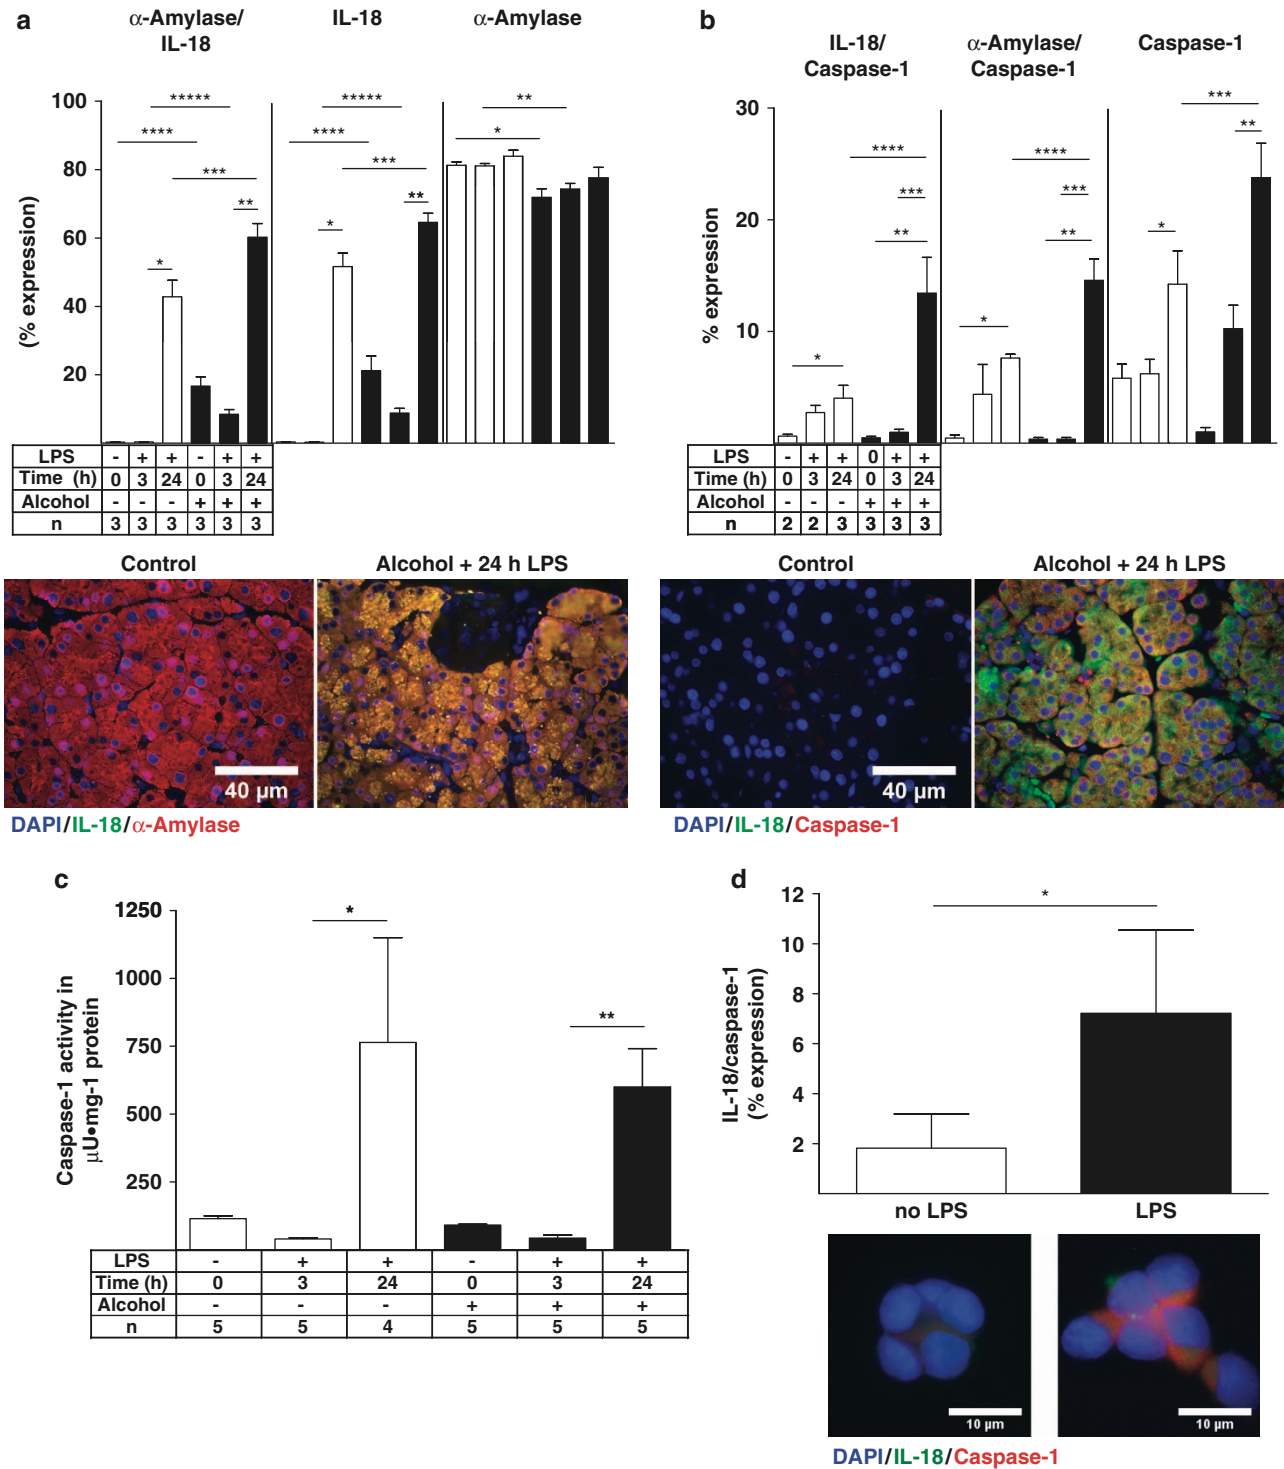 a
α-Amylase/
IL-18
IL-18
α-Amylase
100
80
60
40
20
(% expression)
*
**
***
****
*****
*
**
***
****
*****
*
**
LPS - + + - + +
Time (h) 0 3 24 0 3 24
Alcohol - - - + + +
n 3 3 3 3 3 3
Control
Alcohol + 24 h LPS
40 µm
DAPI/IL-18/α-Amylase
b
IL-18/
Caspase-1
α-Amylase/
Caspase-1
Caspase-1
30
20
10
% expression
*
**
***
****
*
**
***
****
*
**
***
LPS - + + 0 + +
Time (h) 0 3 24 0 3 24
Alcohol - - - + + +
n 2 2 3 3 3 3
Control
Alcohol + 24 h LPS
40 µm
DAPI/IL-18/Caspase-1
c
1250
1000
750
500
250
Caspase-1 activity in
µU•mg-1 protein
*
**
LPS - + + - + +
Time (h) 0 3 24 0 3 24
Alcohol - - - + + +
n 5 5 4 5 5 5
d
12
10
8
6
4
2
IL-18/caspase-1
(% expression)
*
no LPS
LPS
10 µm
10 µm
DAPI/IL-18/Caspase-1